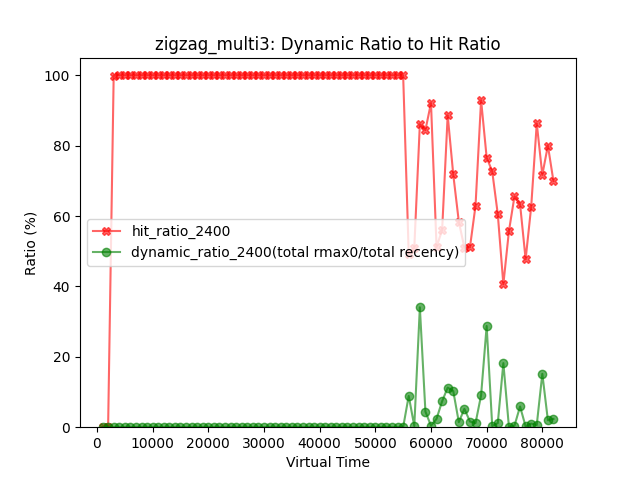 zigzag_multi3: Dynamic Ratio to Hit Ratio
Ratio (%)
100
80
60
40
20
0
hit_ratio_2400
dynamic_ratio_2400(total rmax0/total recency)
0 10000 20000 30000 40000 50000 60000 70000 80000
Virtual Time